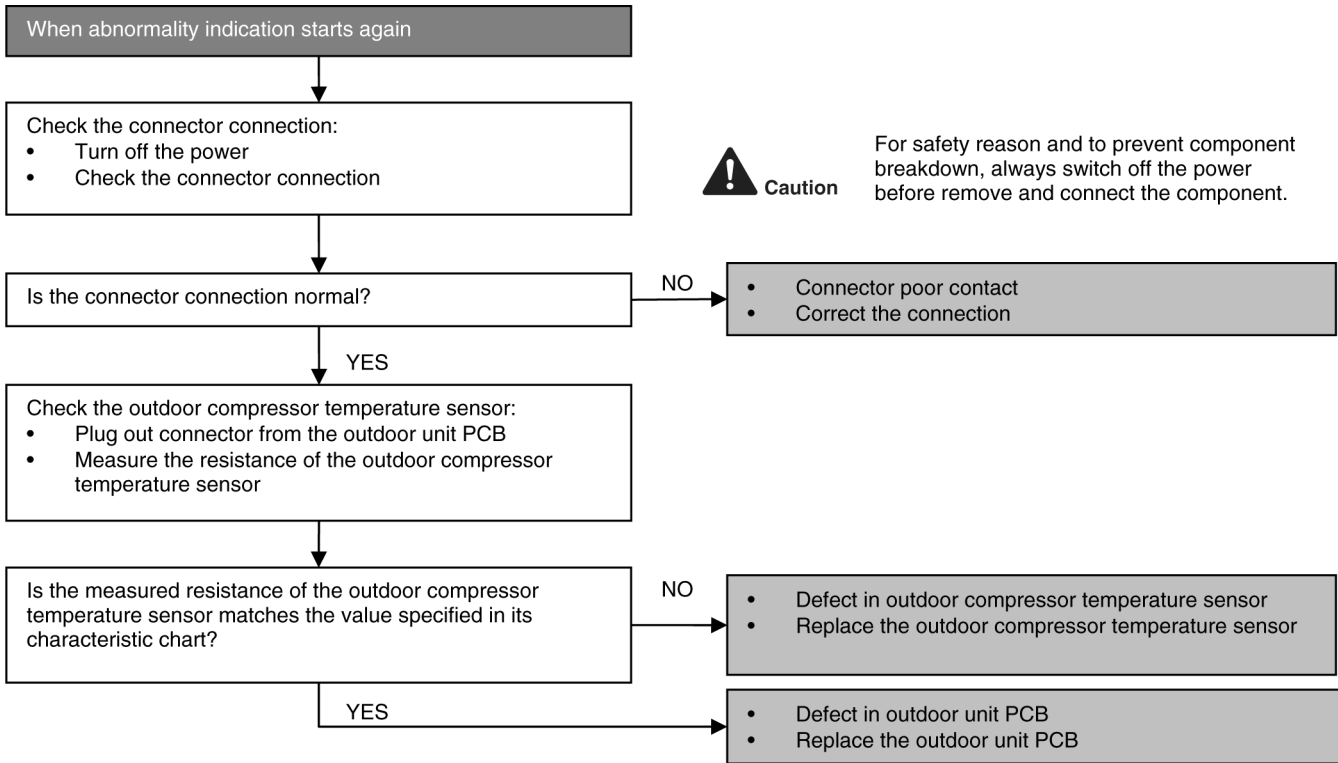 When abnormality indication starts again
Check the connector connection:
• Turn off the power
• Check the connector connection
Caution
For safety reason and to prevent component
breakdown, always switch off the power
before remove and connect the component.
Is the connector connection normal?
NO
• Connector poor contact
• Correct the connection
YES
Check the outdoor compressor temperature sensor:
• Plug out connector from the outdoor unit PCB
• Measure the resistance of the outdoor compressor
temperature sensor
Is the measured resistance of the outdoor compressor
temperature sensor matches the value specified in its
characteristic chart?
NO
• Defect in outdoor compressor temperature sensor
• Replace the outdoor compressor temperature sensor
YES
• Defect in outdoor unit PCB
• Replace the outdoor unit PCB